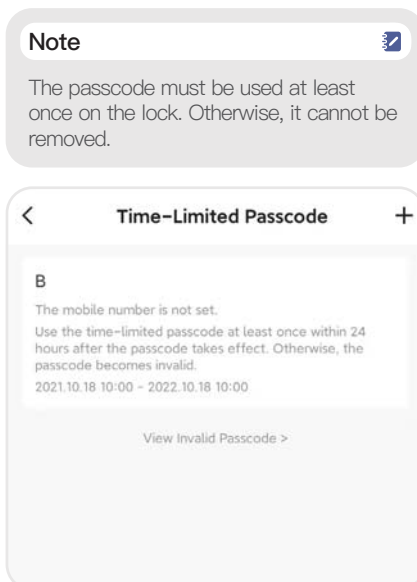 Note
The passcode must be used at least
once on the lock. Otherwise, it cannot be
removed.
Time-Limited Passcode
B
The mobile number is not set.
Use the time-limited passcode at least once within 24
hours after the passcode takes effect. Otherwise, the
passcode becomes invalid.
2021.10.18 10:00 - 2022.10.18 10:00
View Invalid Passcode >